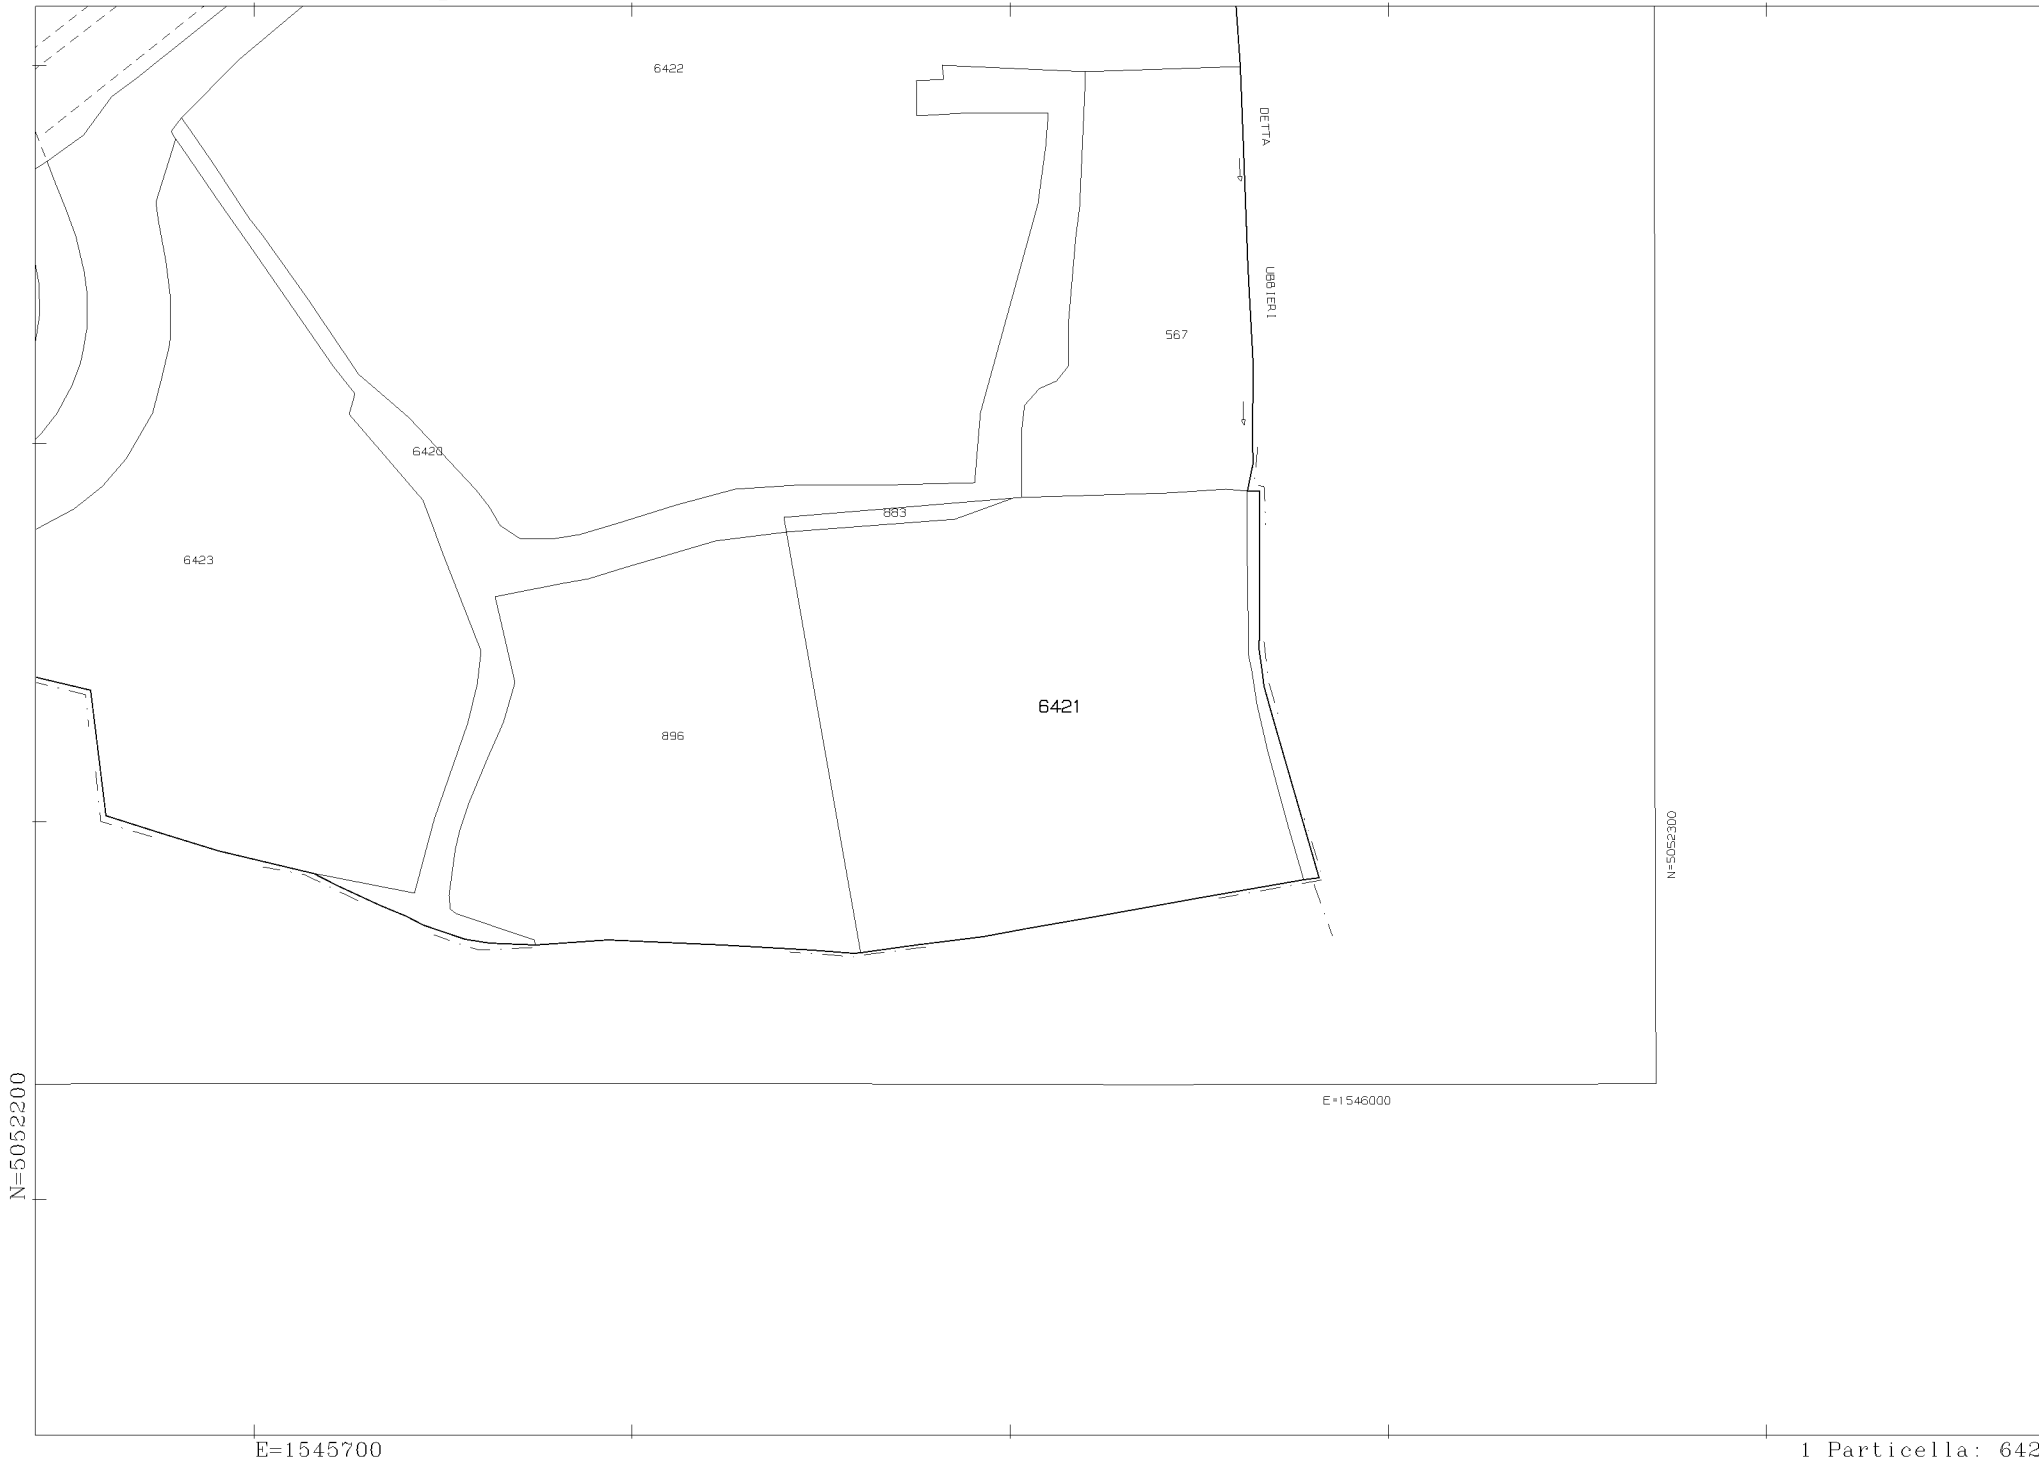 6422
DETTA
UBBIERI
567
6420
883
6423
6421
896
N=5052300
N=5052200
E=1546000
E=1545700
1 Particella: 642